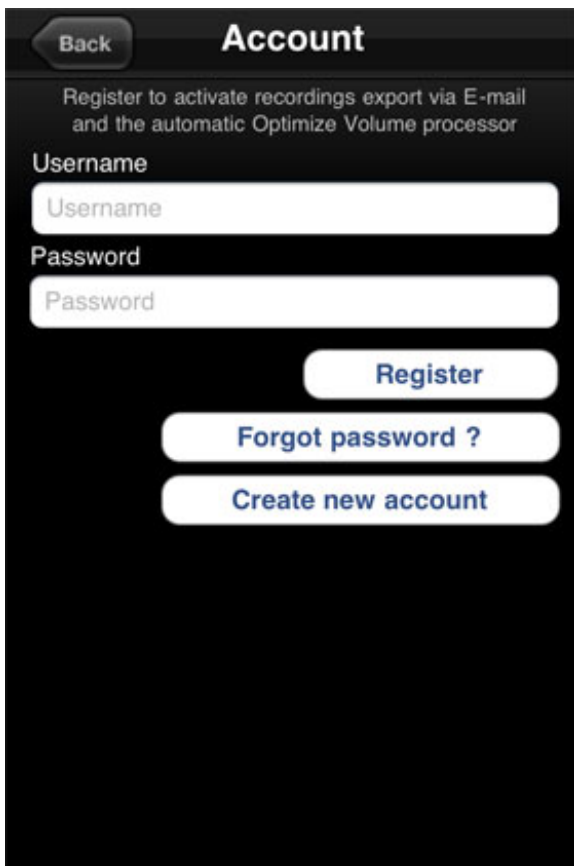 Back
Account
Register to activate recordings export via E-mail
and the automatic Optimize Volume processor
Username
Username
Password
Password
Register
Forgot password ?
Create new account